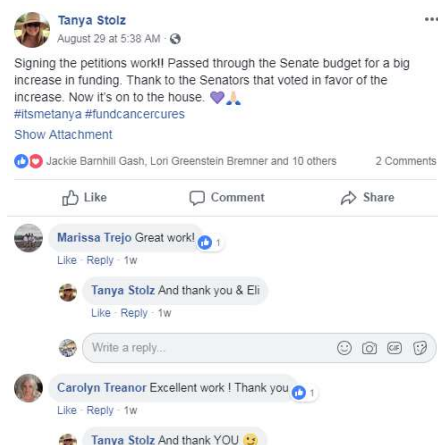 Tanya Stolz
August 29 at 5:38 AM ·
Signing the petitions work!! Passed through the Senate budget for a big
increase in funding. Thank to the Senators that voted in favor of the
increase. Now it's on to the house. 💜🙏🏻
#itsmetanya #fundcancercures
Show Attachment
Jackie Barnhill Gash, Lori Greenstein Bremner and 10 others 2 Comments
Like Comment Share
Marissa Trejo Great work! 1
Like · Reply · 1w
Tanya Stolz And thank you & Eli
Like · Reply · 1w
Write a reply...
GIF
Carolyn Treanor Excellent work ! Thank you 1
Like · Reply · 1w
Tanya Stolz And thank YOU 😉